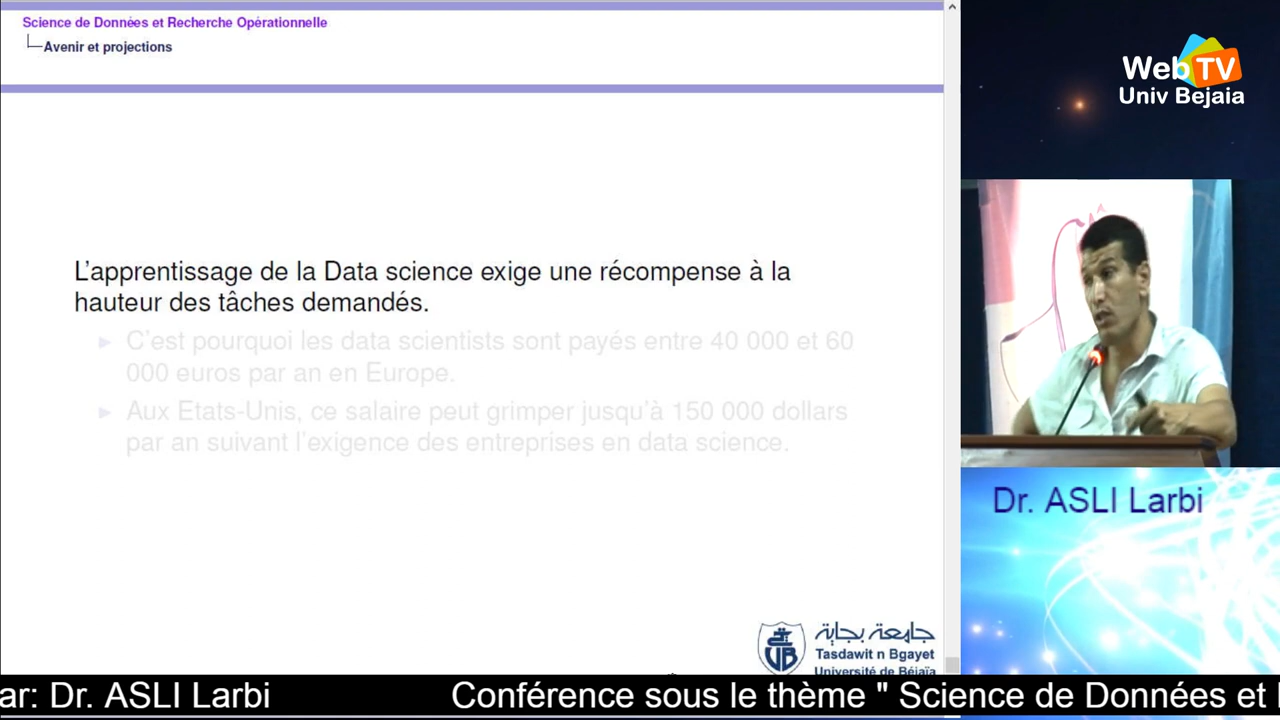 Science de Données et Recherche Opérationnelle
Avenir et projections
L'apprentissage de la Data science exige une récompense à la
hauteur des tâches demandés.
► C'est pourquoi les data scientists sont payés entre 40 000 et 60
000 euros par an en Europe.
► Aux Etats-Unis, ce salaire peut grimper jusqu'à 150 000 dollars
par an suivant l'exigence des entreprises en data science.
جامعة بجاية
Tasdawit n Bgayet
Université de Béjaïa
UB
Web TV
Univ Bejaia
Dr. ASLI Larbi
ar: Dr. ASLI Larbi Conférence sous le thème " Science de Données et